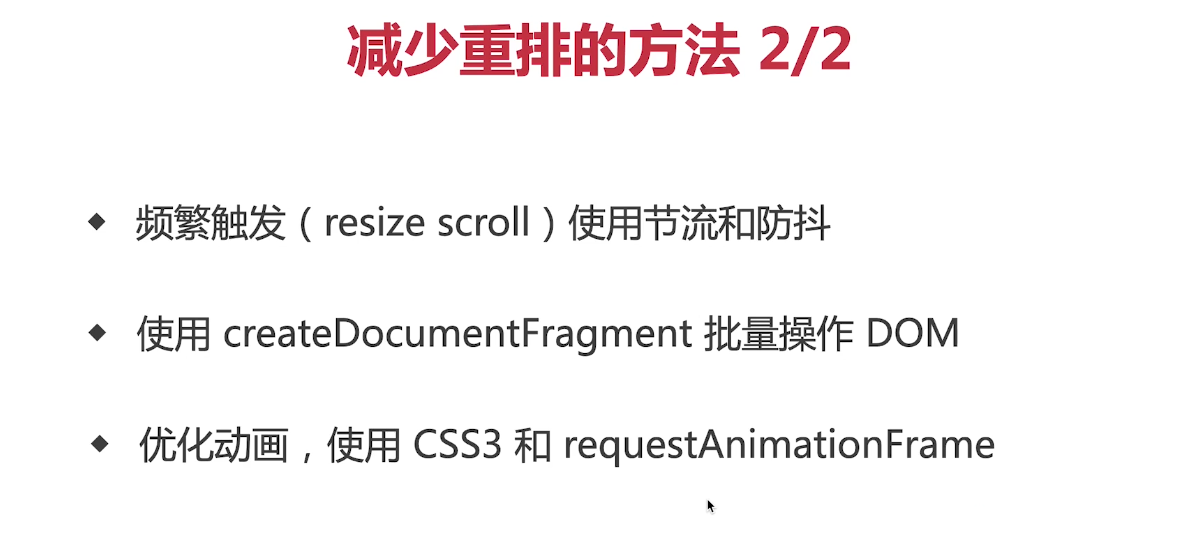 减少重排的方法 2/2
频繁触发（resize scroll）使用节流和防抖
使用 createDocumentFragment 批量操作 DOM
优化动画，使用 CSS3 和 requestAnimationFrame